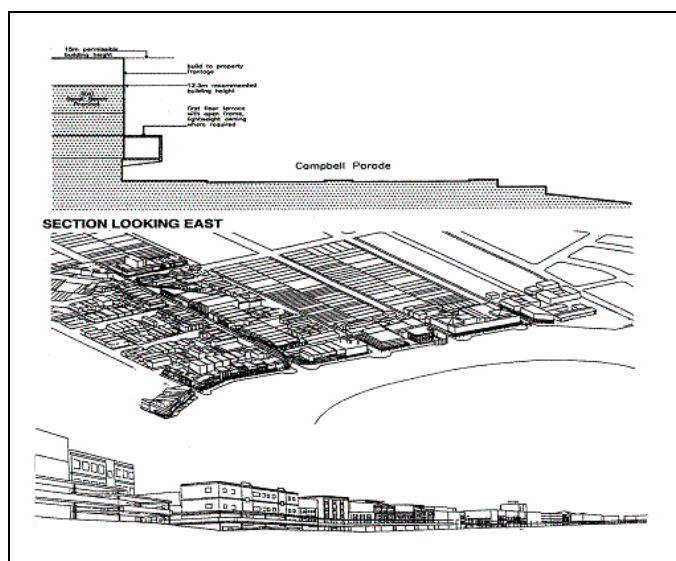 15m permissible
building height
build to property
frontage
12.5m recommended
building height
first floor terrace
with open frame,
lightweight awning
where required
Campbell Parade
SECTION LOOKING EAST